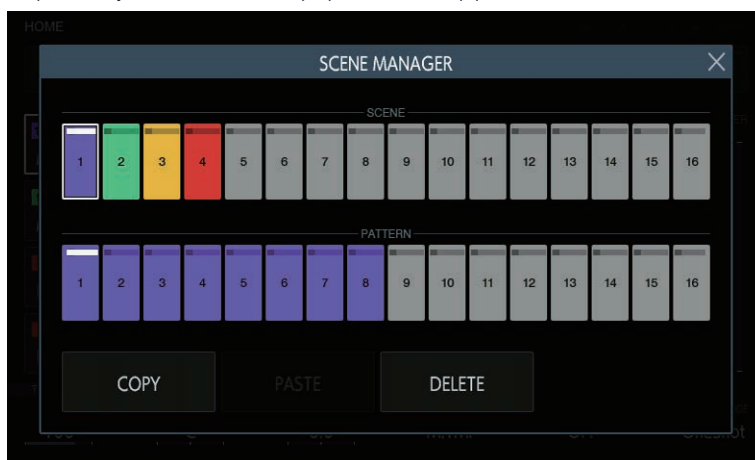 HOME
SCENE MANAGER
SCENE
1 2 3 4 5 6 7 8 9 10 11 12 13 14 15 16
PATTERN
1 2 3 4 5 6 7 8 9 10 11 12 13 14 15 16
COPY PASTE DELETE